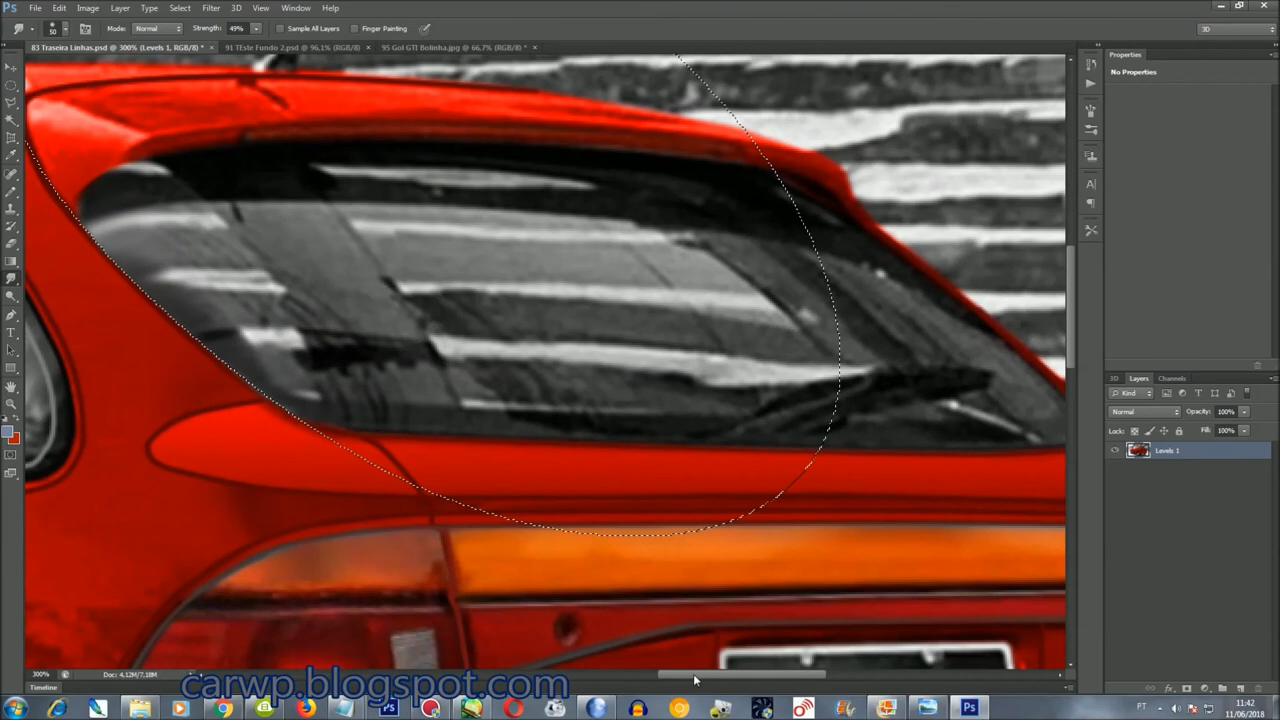 Ps File Edit Image Layer Type Select Filter 3D View Window Help
50 Mode: Normal Strength: 49% Sample All Layers Finger Painting 3D
83 Traseira Linhas.psd @ 300% (Levels 1, RGB/8) * × 91 TEste Fundo 2.psd @ 96,1% (RGB/8) × 95 Gol GTI Bolinha.jpg @ 66,7% (RGB/8) * ×
Properties
No Properties
3D Layers Channels
Kind
Normal Opacity: 100%
Lock: Fill: 100%
Levels 1
300% Doc: 4.12M/7.18M
Timeline
carwp.blogspot.com
PT 11:42
11/06/2018